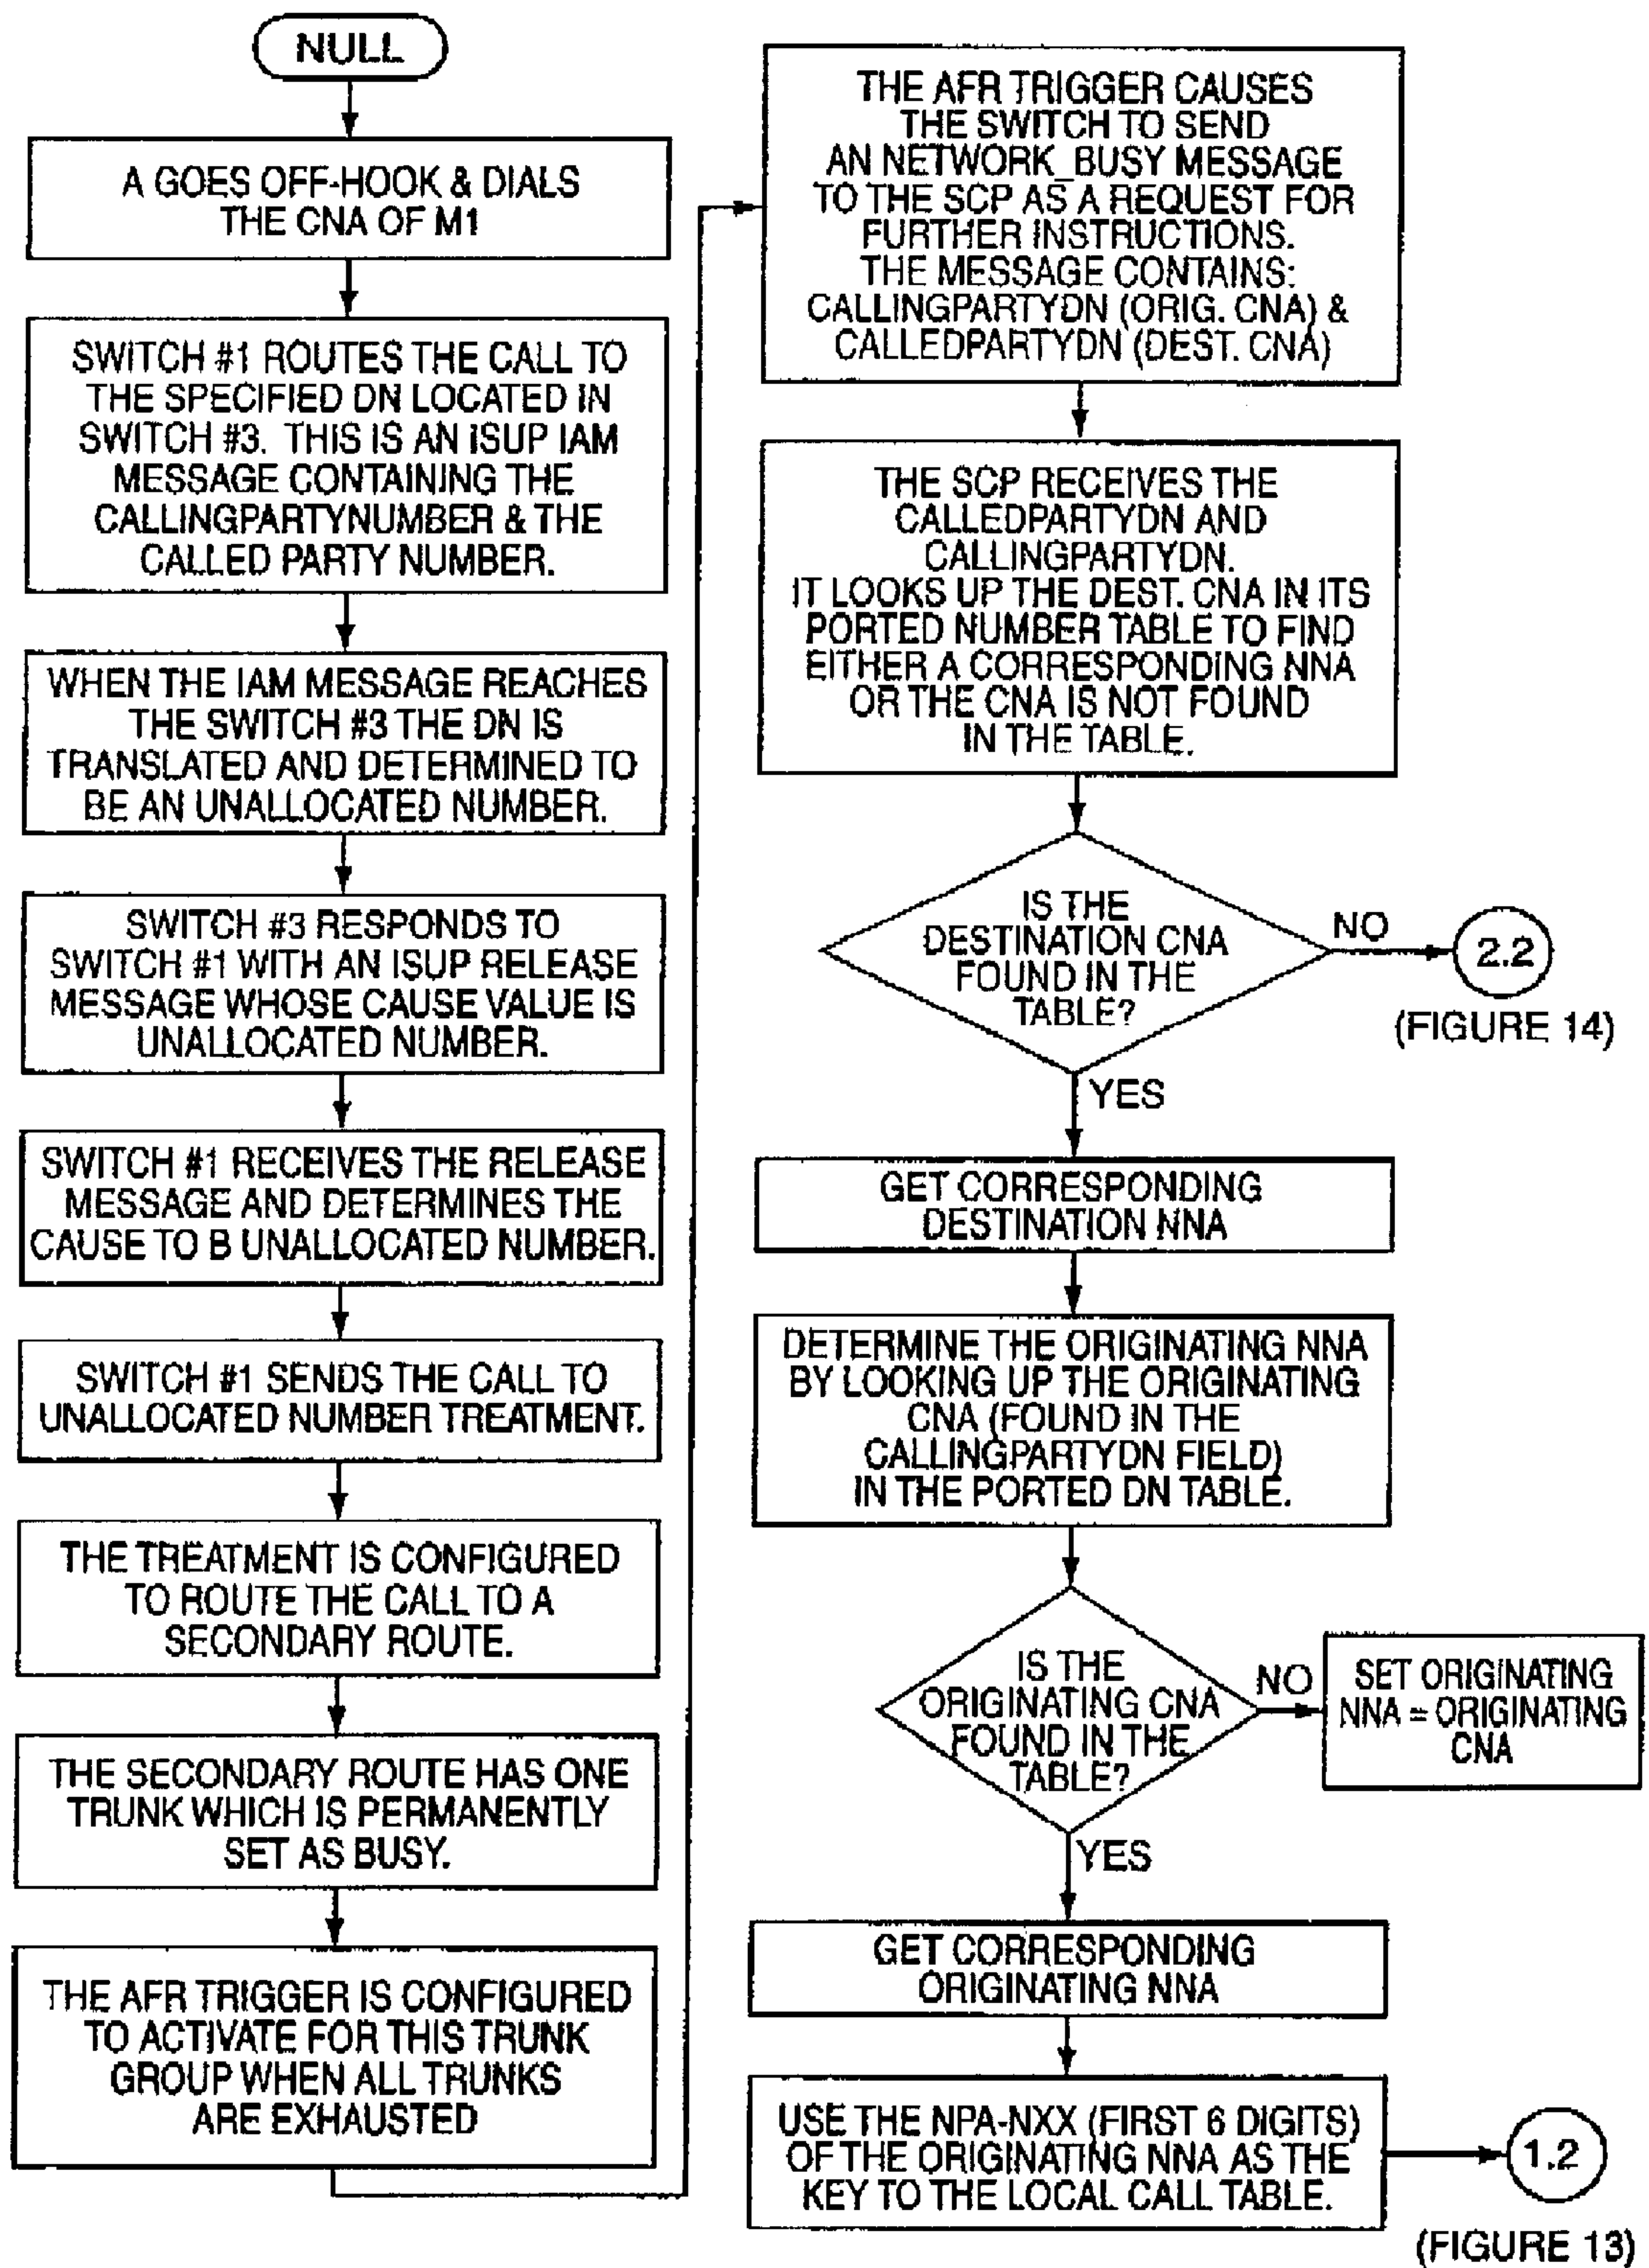 NULL
A GOES OFF-HOOK & DIALS
THE CNA OF M1
SWITCH #1 ROUTES THE CALL TO
THE SPECIFIED DN LOCATED IN
SWITCH #3. THIS IS AN ISUP IAM
MESSAGE CONTAINING THE
CALLINGPARTYNUMBER & THE
CALLED PARTY NUMBER.
WHEN THE IAM MESSAGE REACHES
THE SWITCH #3 THE DN IS
TRANSLATED AND DETERMINED TO
BE AN UNALLOCATED NUMBER.
SWITCH #3 RESPONDS TO
SWITCH #1 WITH AN ISUP RELEASE
MESSAGE WHOSE CAUSE VALUE IS
UNALLOCATED NUMBER.
SWITCH #1 RECEIVES THE RELEASE
MESSAGE AND DETERMINES THE
CAUSE TO B UNALLOCATED NUMBER.
SWITCH #1 SENDS THE CALL TO
UNALLOCATED NUMBER TREATMENT.
THE TREATMENT IS CONFIGURED
TO ROUTE THE CALL TO A
SECONDARY ROUTE.
THE SECONDARY ROUTE HAS ONE
TRUNK WHICH IS PERMANENTLY
SET AS BUSY.
THE AFR TRIGGER IS CONFIGURED
TO ACTIVATE FOR THIS TRUNK
GROUP WHEN ALL TRUNKS
ARE EXHAUSTED
THE AFR TRIGGER CAUSES
THE SWITCH TO SEND
AN NETWORK_BUSY MESSAGE
TO THE SCP AS A REQUEST FOR
FURTHER INSTRUCTIONS.
THE MESSAGE CONTAINS:
CALLINGPARTYDN (ORIG. CNA) &
CALLEDPARTYDN (DEST. CNA)
THE SCP RECEIVES THE
CALLEDPARTYDN AND
CALLINGPARTYDN.
IT LOOKS UP THE DEST. CNA IN ITS
PORTED NUMBER TABLE TO FIND
EITHER A CORRESPONDING NNA
OR THE CNA IS NOT FOUND
IN THE TABLE.
IS THE
DESTINATION CNA
FOUND IN THE
TABLE?
NO
2.2
(FIGURE 14)
YES
GET CORRESPONDING
DESTINATION NNA
DETERMINE THE ORIGINATING NNA
BY LOOKING UP THE ORIGINATING
CNA (FOUND IN THE
CALLINGPARTYDN FIELD)
IN THE PORTED DN TABLE.
IS THE
ORIGINATING CNA
FOUND IN THE
TABLE?
NO
SET ORIGINATING
NNA = ORIGINATING
CNA
YES
GET CORRESPONDING
ORIGINATING NNA
USE THE NPA-NXX (FIRST 6 DIGITS)
OF THE ORIGINATING NNA AS THE
KEY TO THE LOCAL CALL TABLE.
1.2
(FIGURE 13)